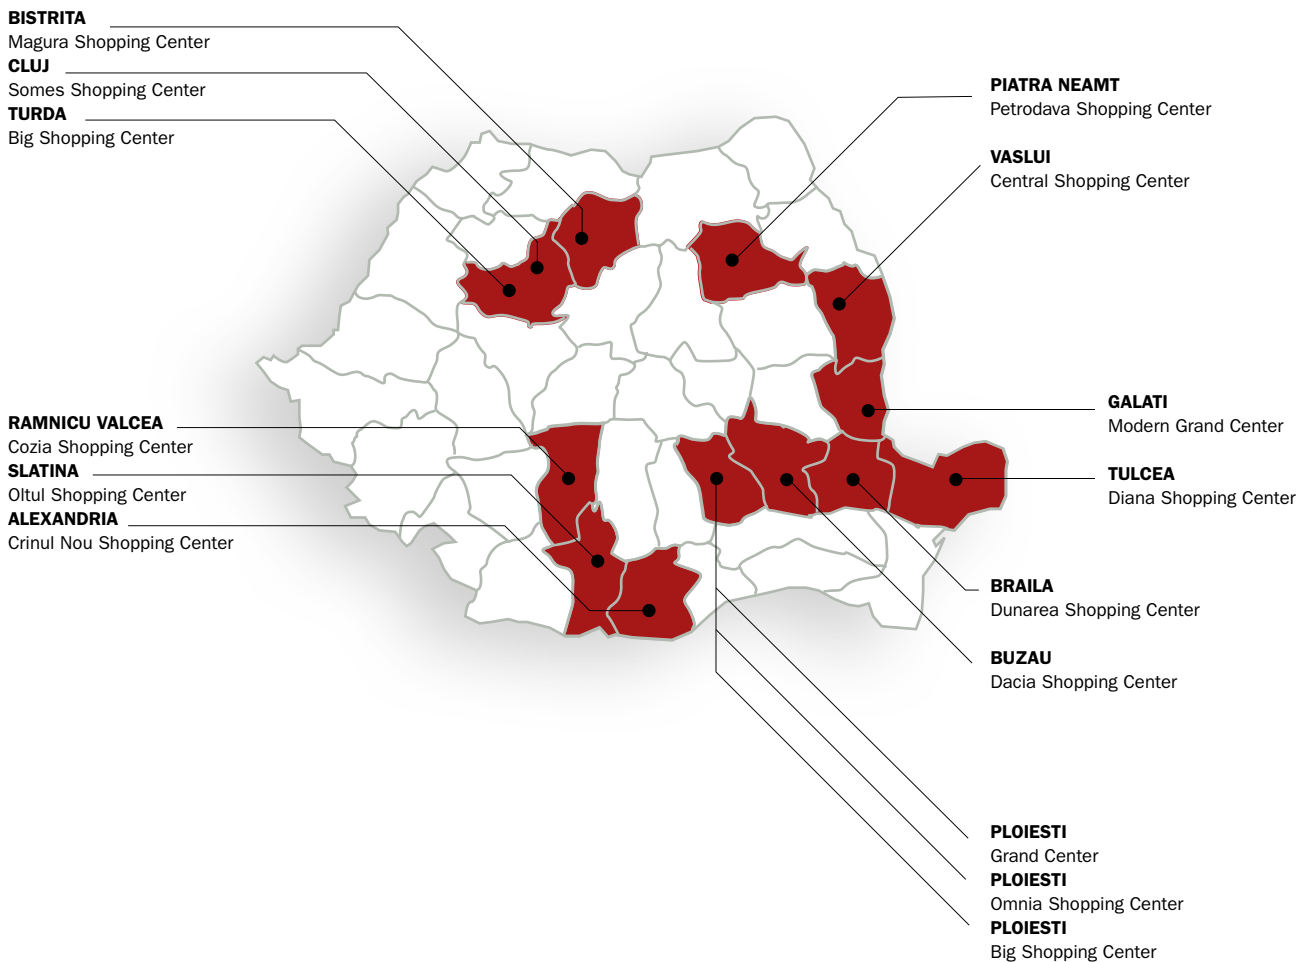 BISTRITA
Magura Shopping Center
CLUJ
Somes Shopping Center
TURDA
Big Shopping Center
PIATRA NEAMT
Petrodava Shopping Center
VASLUI
Central Shopping Center
RAMNICU VALCEA
Cozia Shopping Center
SLATINA
Oltul Shopping Center
ALEXANDRIA
Crinul Nou Shopping Center
GALATI
Modern Grand Center
TULCEA
Diana Shopping Center
BRAILA
Dunarea Shopping Center
BUZAU
Dacia Shopping Center
PLOIESTI
Grand Center
PLOIESTI
Omnia Shopping Center
PLOIESTI
Big Shopping Center